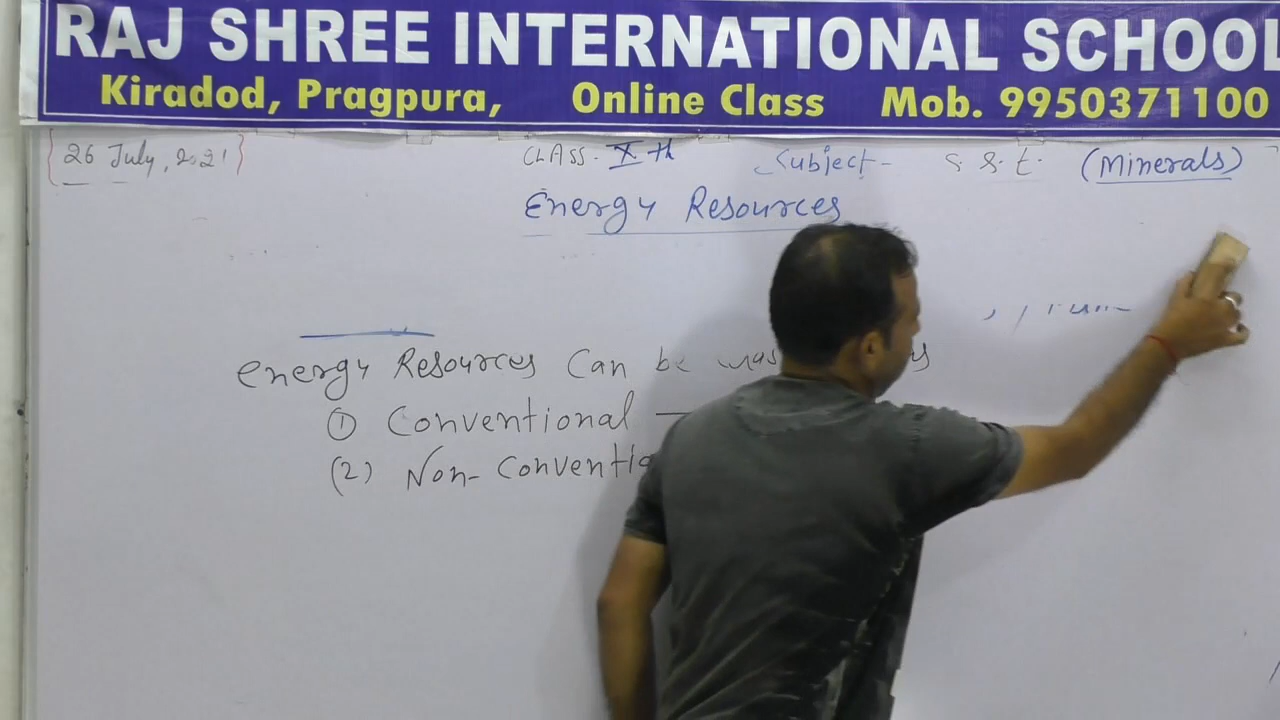 RAJ SHREE INTERNATIONAL SCHOOL
Kiradod, Pragpura, Online Class Mob. 9950371100
26 July, 2021 CLASS. Xth Subject- S.S.t. (Minerals)
Energy Resources
energy Resources Can be
① Conventional —
(2) Non-Conventio